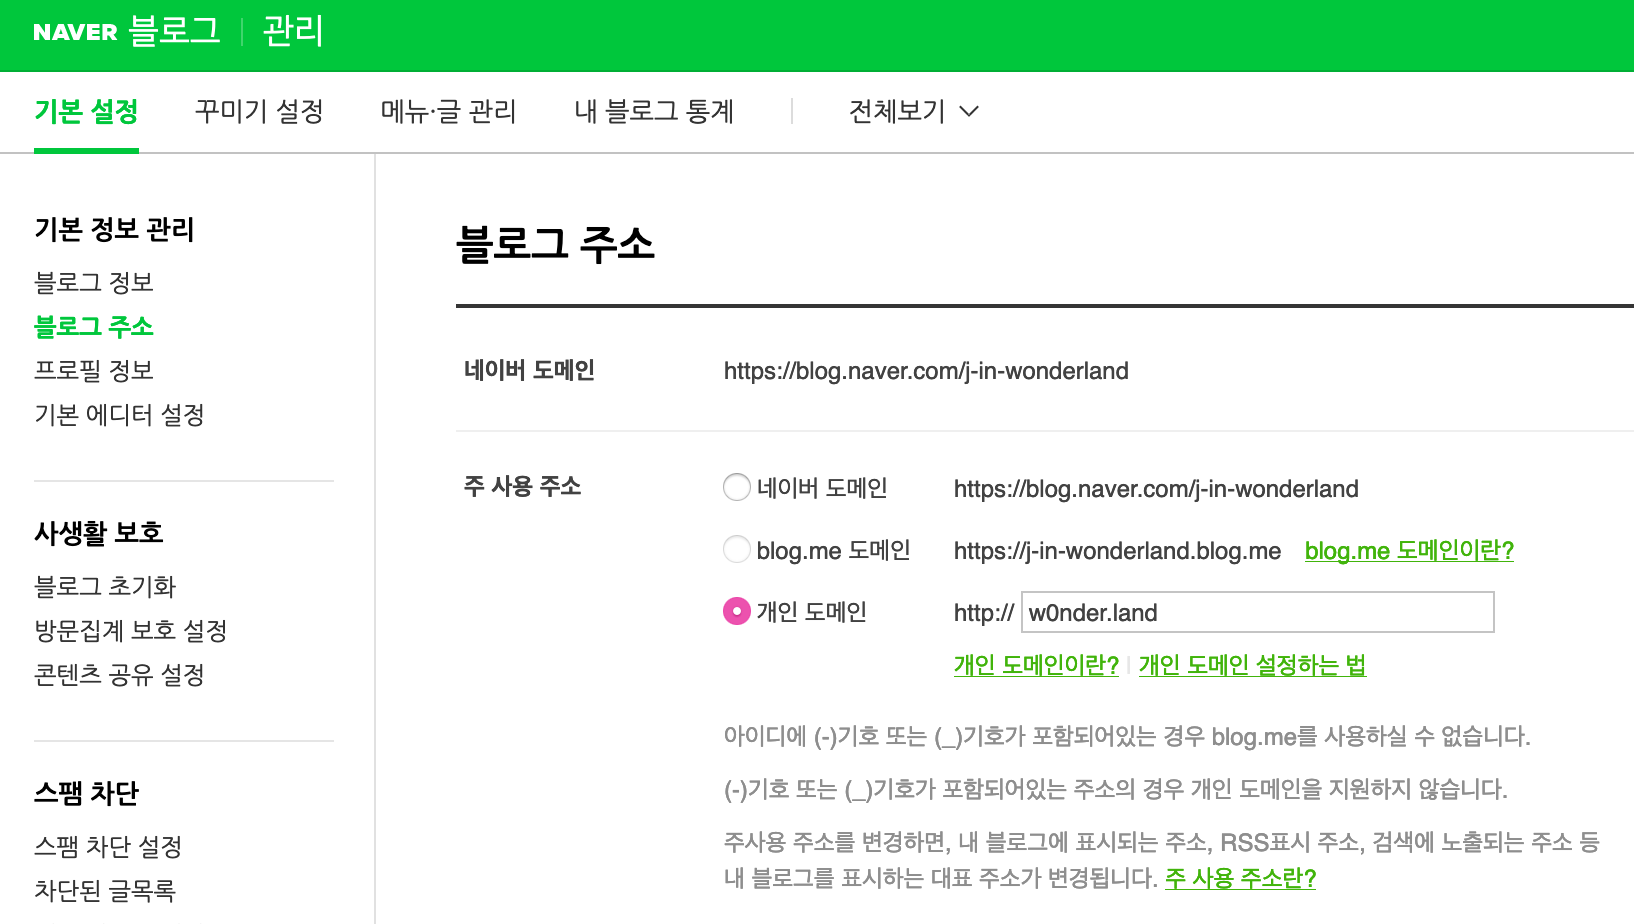 NAVER 블로그 관리
기본 설정 꾸미기 설정 메뉴·글 관리 내 블로그 통계 전체보기
기본 정보 관리
블로그 정보
블로그 주소
프로필 정보
기본 에디터 설정
사생활 보호
블로그 초기화
방문집계 보호 설정
콘텐츠 공유 설정
스팸 차단
스팸 차단 설정
차단된 글목록
블로그 주소
네이버 도메인 https://blog.naver.com/j-in-wonderland
주 사용 주소 네이버 도메인 https://blog.naver.com/j-in-wonderland
blog.me 도메인 https://j-in-wonderland.blog.me blog.me 도메인이란?
개인 도메인 http:// w0nder.land
개인 도메인이란? 개인 도메인 설정하는 법
아이디에 (-)기호 또는 (_)기호가 포함되어있는 경우 blog.me를 사용하실 수 없습니다.
(-)기호 또는 (_)기호가 포함되어있는 주소의 경우 개인 도메인을 지원하지 않습니다.
주사용 주소를 변경하면, 내 블로그에 표시되는 주소, RSS표시 주소, 검색에 노출되는 주소 등
내 블로그를 표시하는 대표 주소가 변경됩니다. 주 사용 주소란?